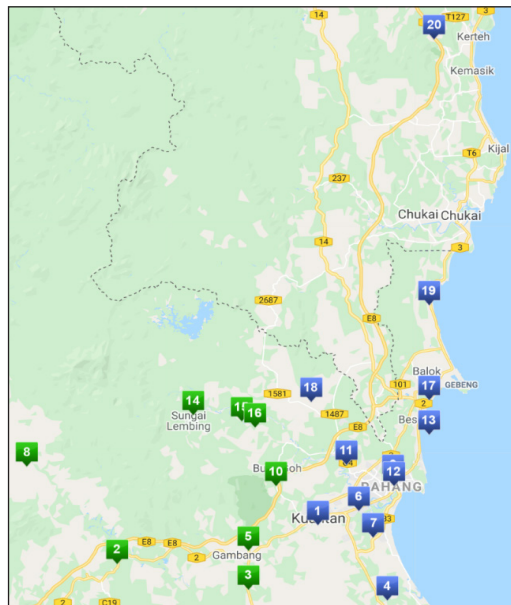 14
T127
3
20
Kerteh
Kemasik
T6
Kijal
237
Chukai Chukai
14
3
19
2687
E8
Balok
101
17
GEBENG
18
1581
14
2
15
16
1487
Sungai
Lembing
Bes
13
E8
8
11
10
12
PAHANG
6
1
Kuantan
7
5
E8
E8
2
Gambang
2
3
4
2
C19